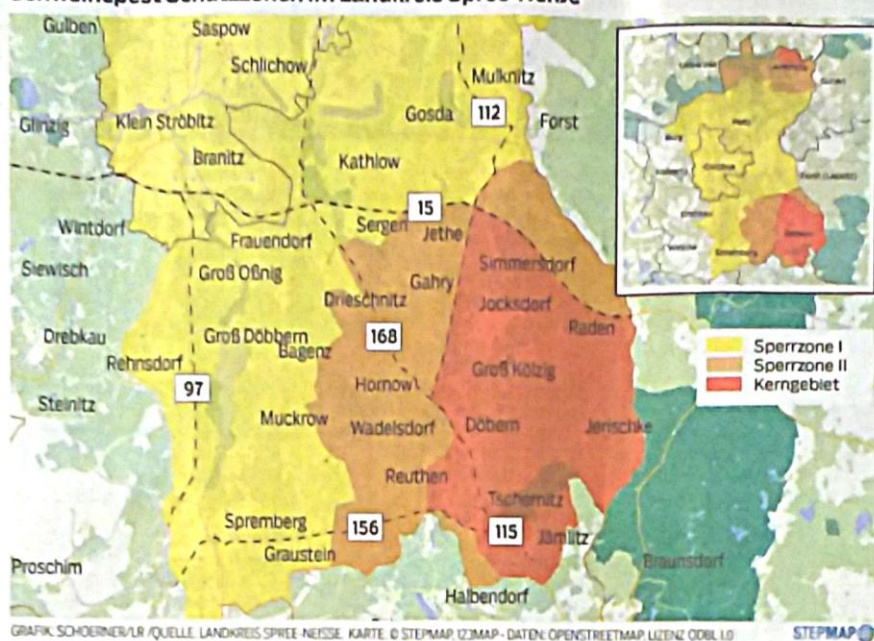 Gulben
Saspow
Schlichow
Mulknitz
Gosda
112
Forst
Glinzig
Klein Ströbitz
Branitz
Kathlow
15
Wintdorf
Sergen
Jethe
Frauendorf
Simmersdorf
Siewisch
Groß Oßnig
Gahry
Drieschnitz
Jocksdorf
Raden
Drebkau
Groß Döbbern
168
Bagenz
Rehnsdorf
Groß Kölzig
Hornow
97
Steinitz
Muckrow
Wadelsdorf
Döbern
Jerischke
Reuthen
Tschernitz
Spremberg
156
115
Jämlitz
Graustein
Proschim
Braunsdorf
Halbendorf
Sperrzone I
Sperrzone II
Kerngebiet
GRAFIK: SCHOERNER/LR /QUELLE: LANDKREIS SPREE-NEISSE, KARTE: © STEPMAP, 123MAP - DATEN: OPENSTREETMAP, LIZENZ ODBL 1.0
STEPMAP